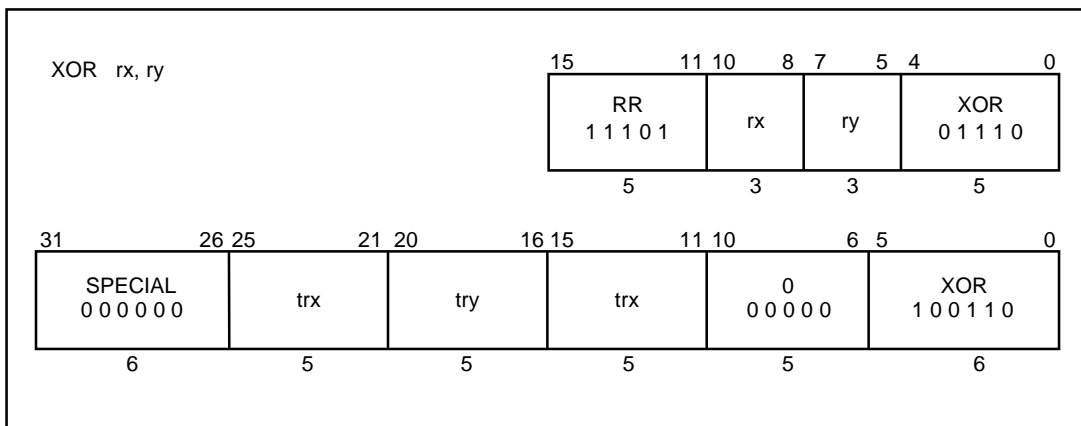 XOR rx, ry
15 11 10 8 7 5 4 0
RR rx ry XOR
1 1 1 0 1 0 1 1 1 0
5 3 3 5
31 26 25 21 20 16 15 11 10 6 5 0
SPECIAL trx try trx 0 XOR
0 0 0 0 0 0 0 0 0 0 0 1 0 0 1 1 0
6 5 5 5 5 6